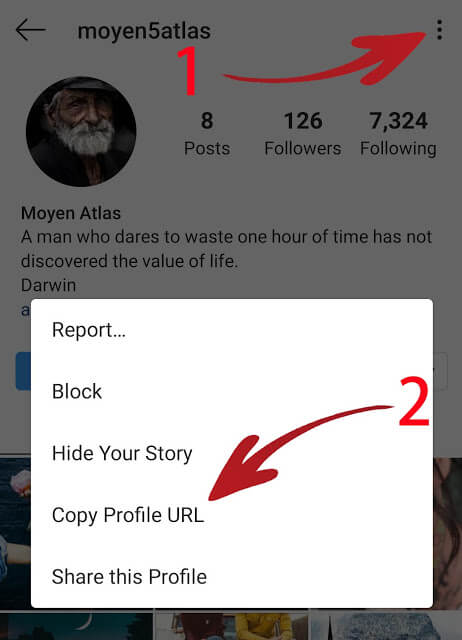 moyen5atlas
1
8 126 7,324
Posts Followers Following
Moyen Atlas
A man who dares to waste one hour of time has not
discovered the value of life.
Darwin
a
Report...
Block
2
Hide Your Story
Copy Profile URL
Share this Profile